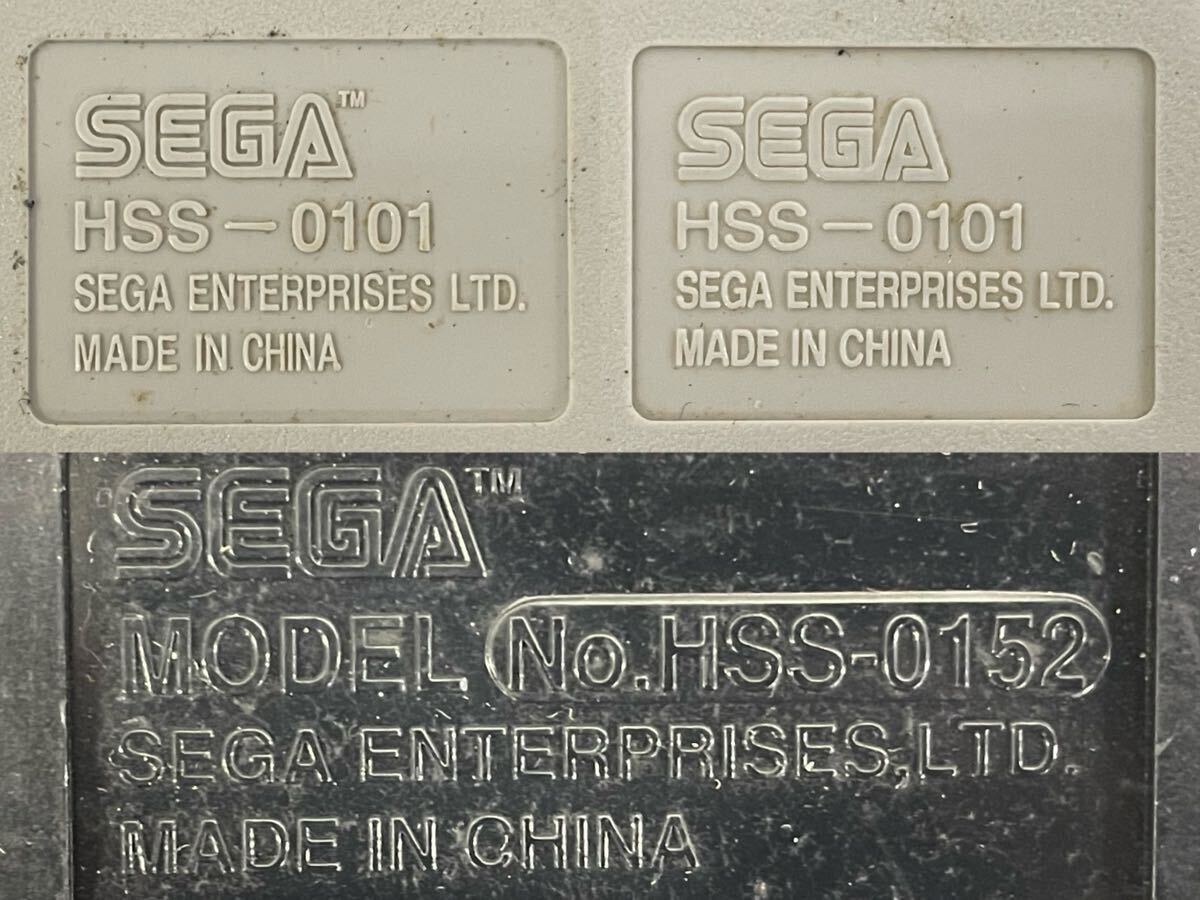 SEGA™
HSS-0101
SEGA ENTERPRISES LTD.
MADE IN CHINA
SEGA
HSS-0101
SEGA ENTERPRISES LTD.
MADE IN CHINA
SEGA™
MODEL No.HSS-0152
SEGA ENTERPRISES,LTD.
MADE IN CHINA